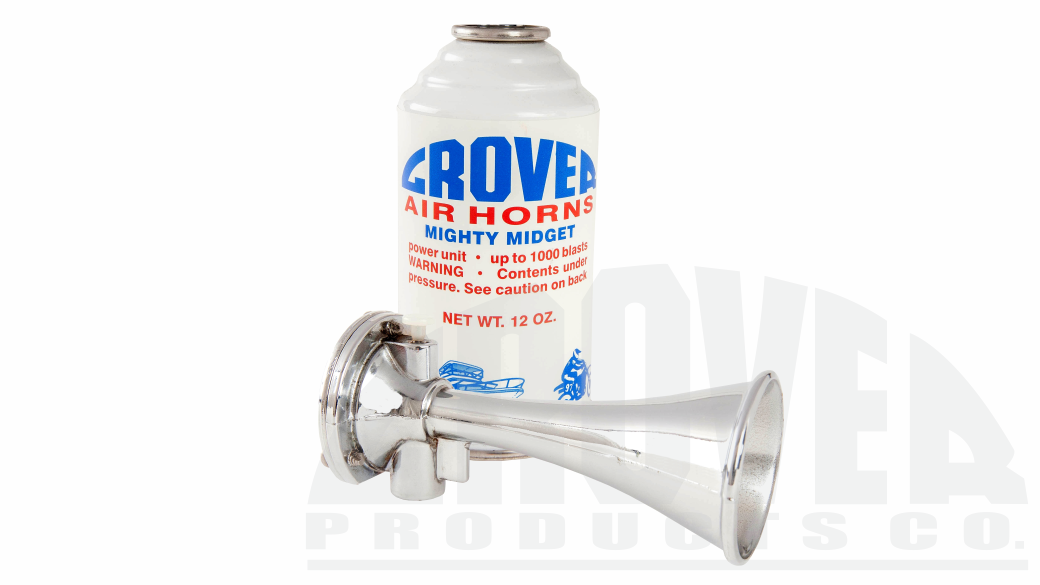 GROVER
AIR HORNS
MIGHTY MIDGET
power unit • up to 1000 blasts
WARNING • Contents under
pressure. See caution on back
NET WT. 12 OZ.
97
GROVER
PRODUCTS CO.